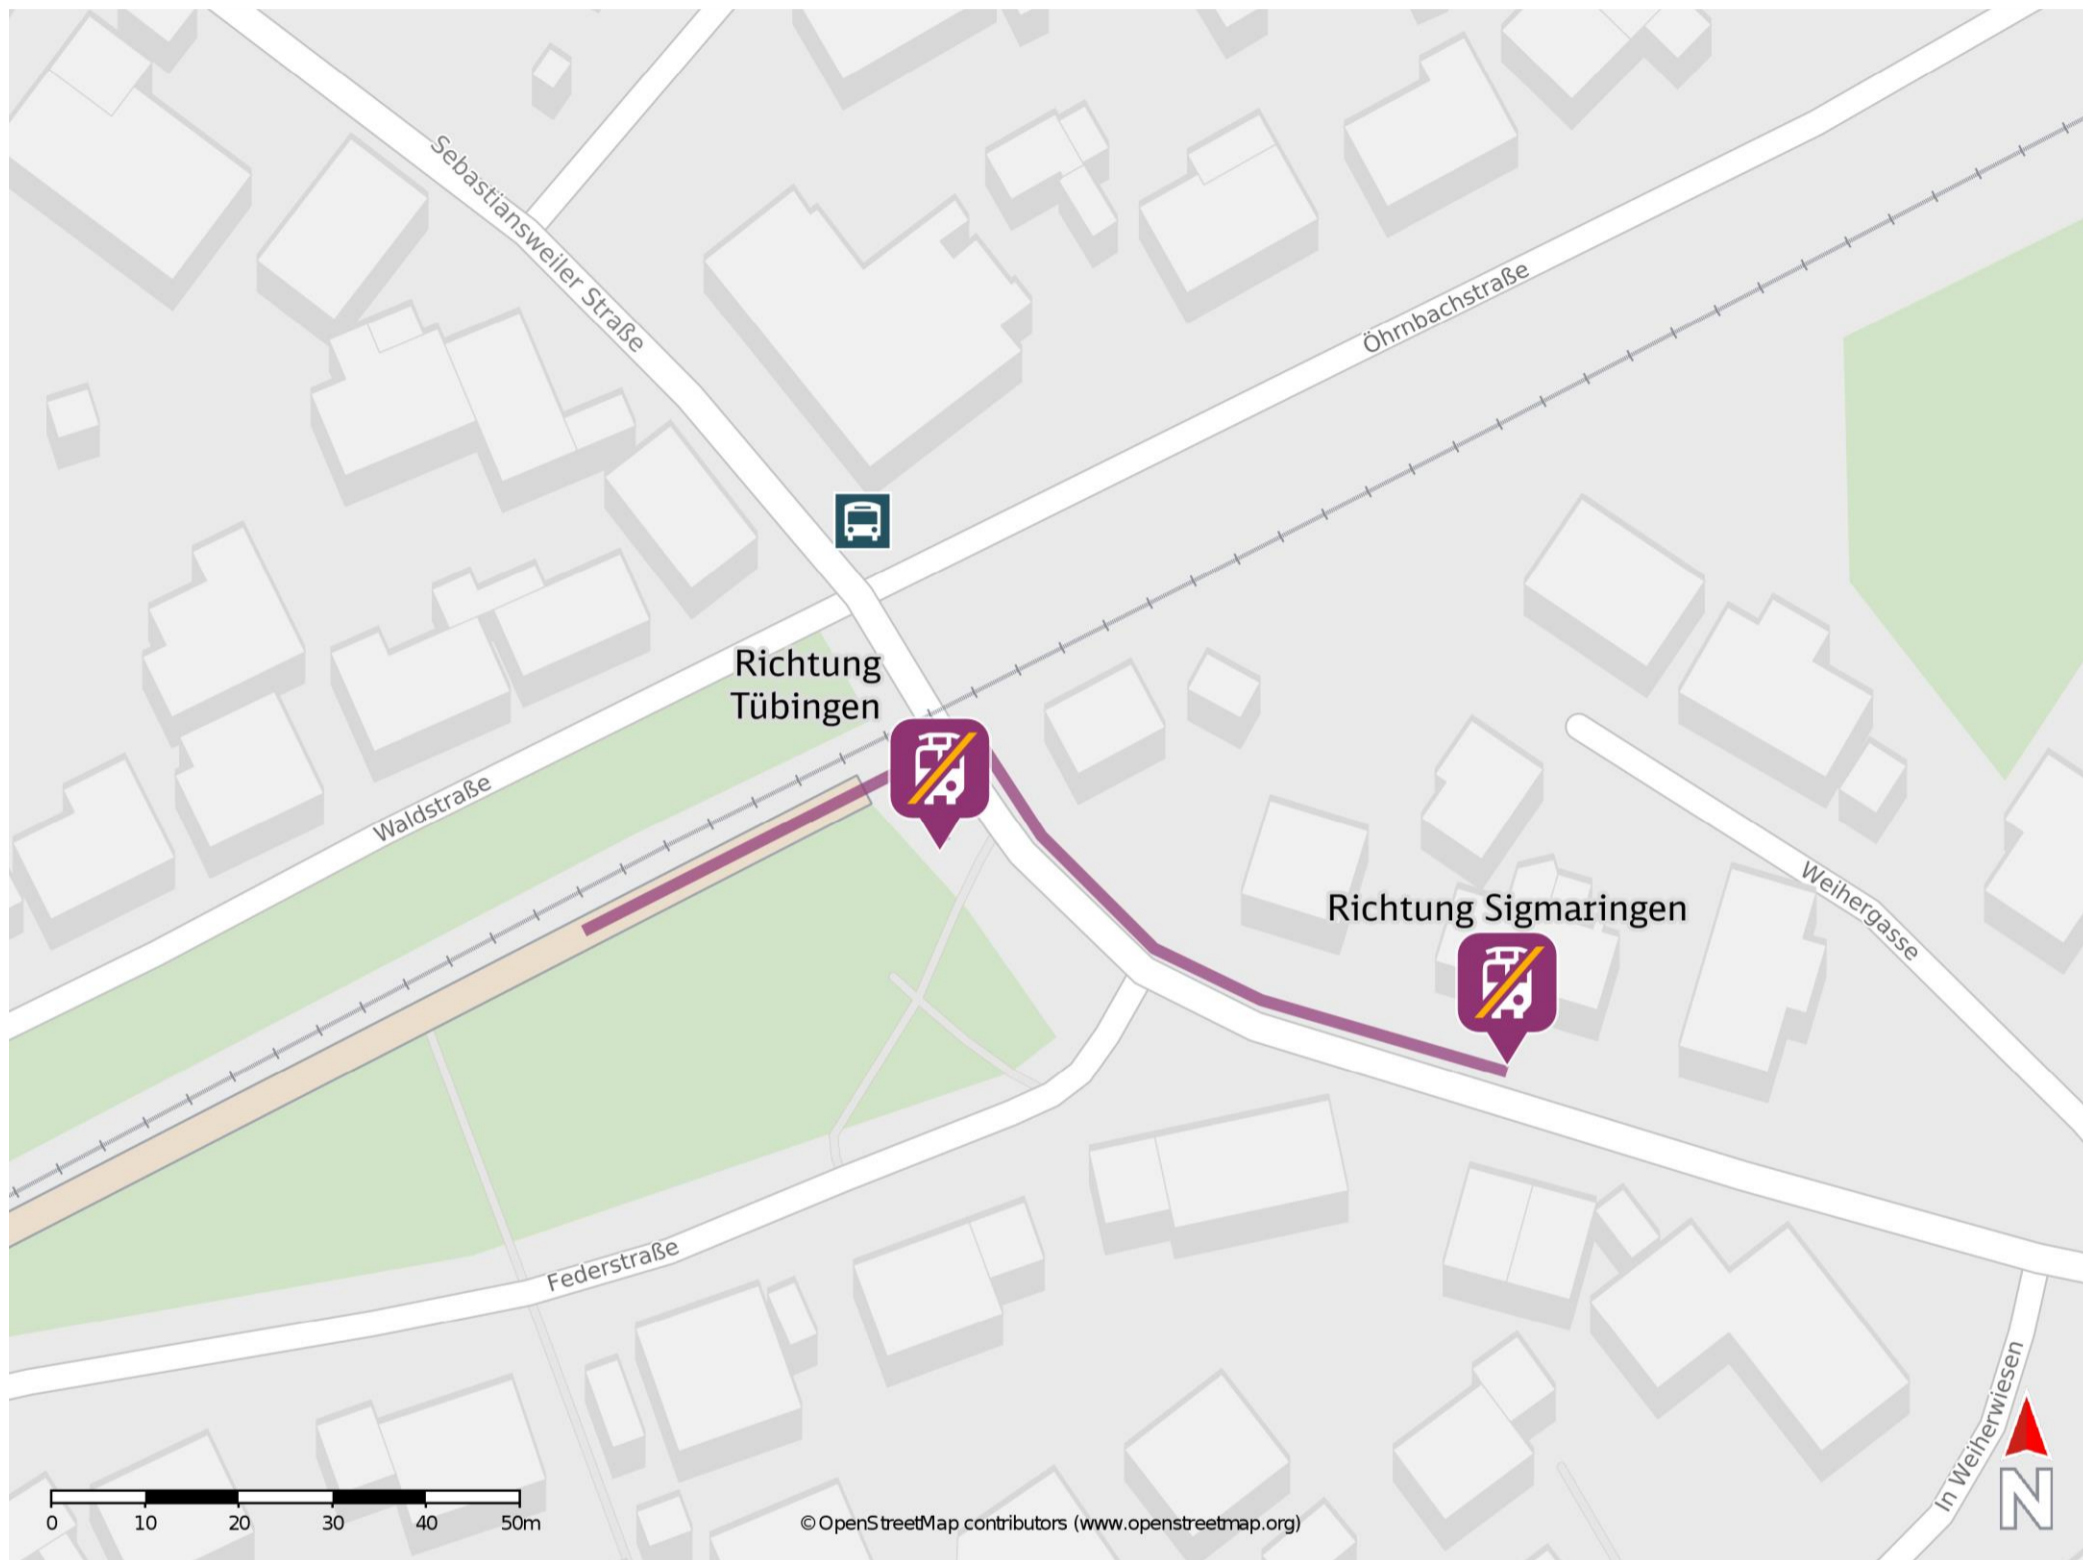 Sebastiansweiler Straße
Öhrnbachstraße
Richtung
Tübingen
Waldstraße
Weihergasse
Richtung Sigmaringen
Federstraße
In Weiherwiesen
N
0 10 20 30 40 50m
© OpenStreetMap contributors (www.openstreetmap.org)